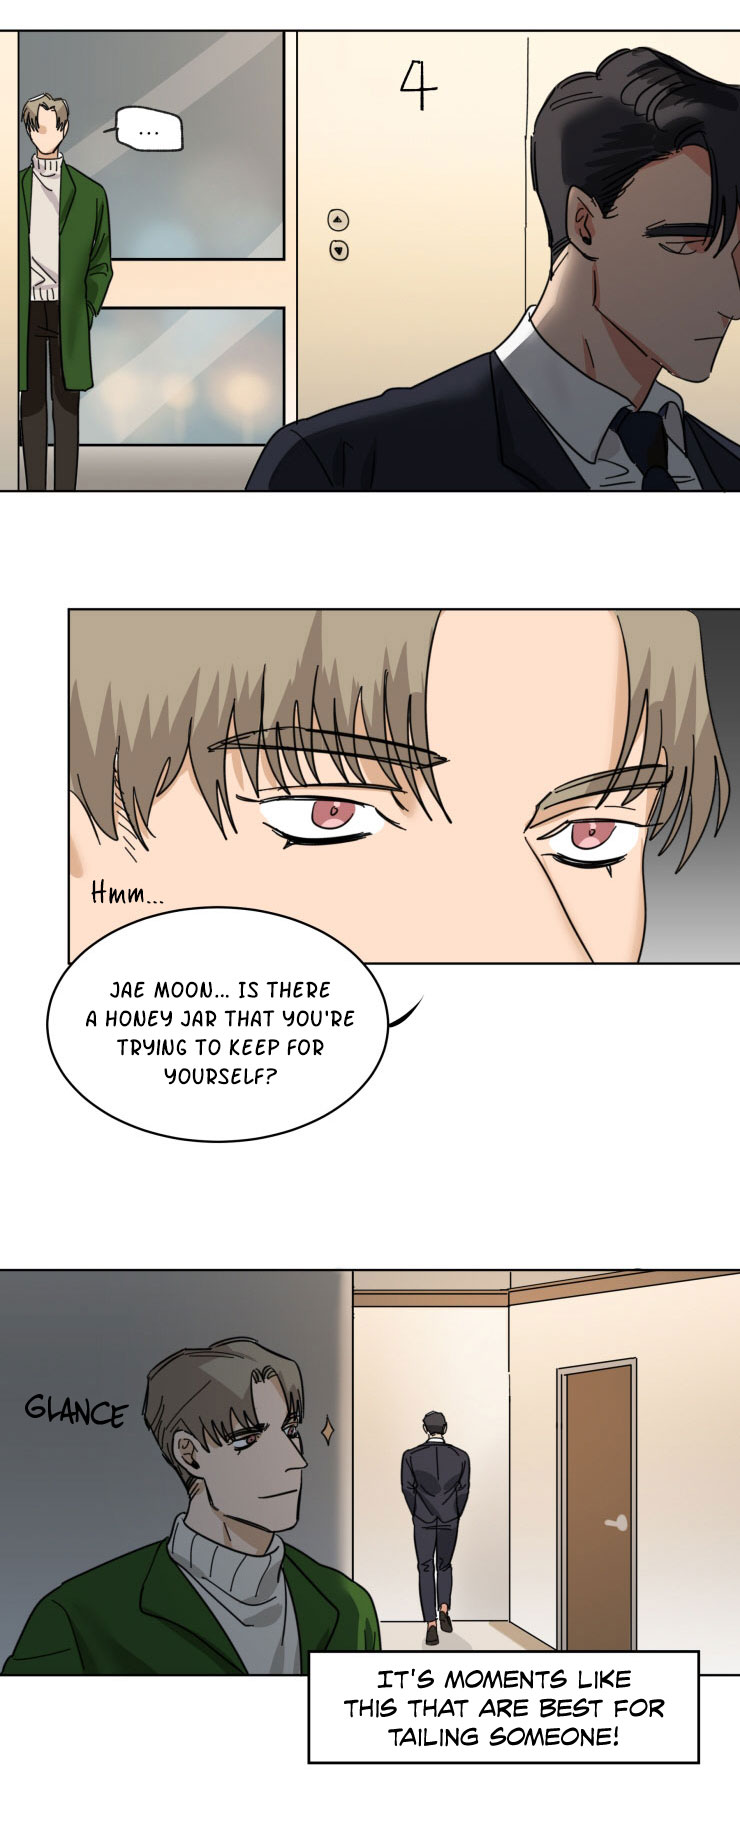 ...
4
Hmm...
JAE MOON... IS THERE
A HONEY JAR THAT YOU'RE
TRYING TO KEEP FOR
YOURSELF?
GLANCE
IT'S MOMENTS LIKE
THIS THAT ARE BEST FOR
TAILING SOMEONE!